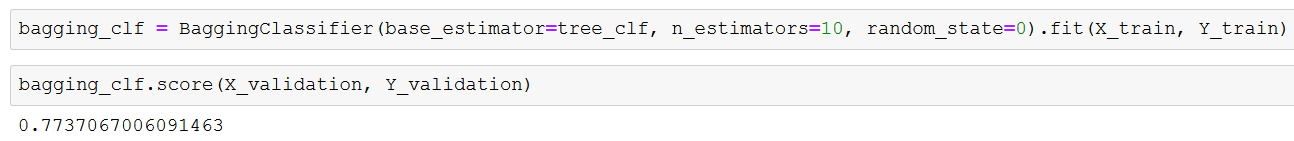 bagging_clf = BaggingClassifier(base_estimator=tree_clf, n_estimators=10, random_state=0).fit(X_train, Y_train)
bagging_clf.score(X_validation, Y_validation)
0.7737067006091463